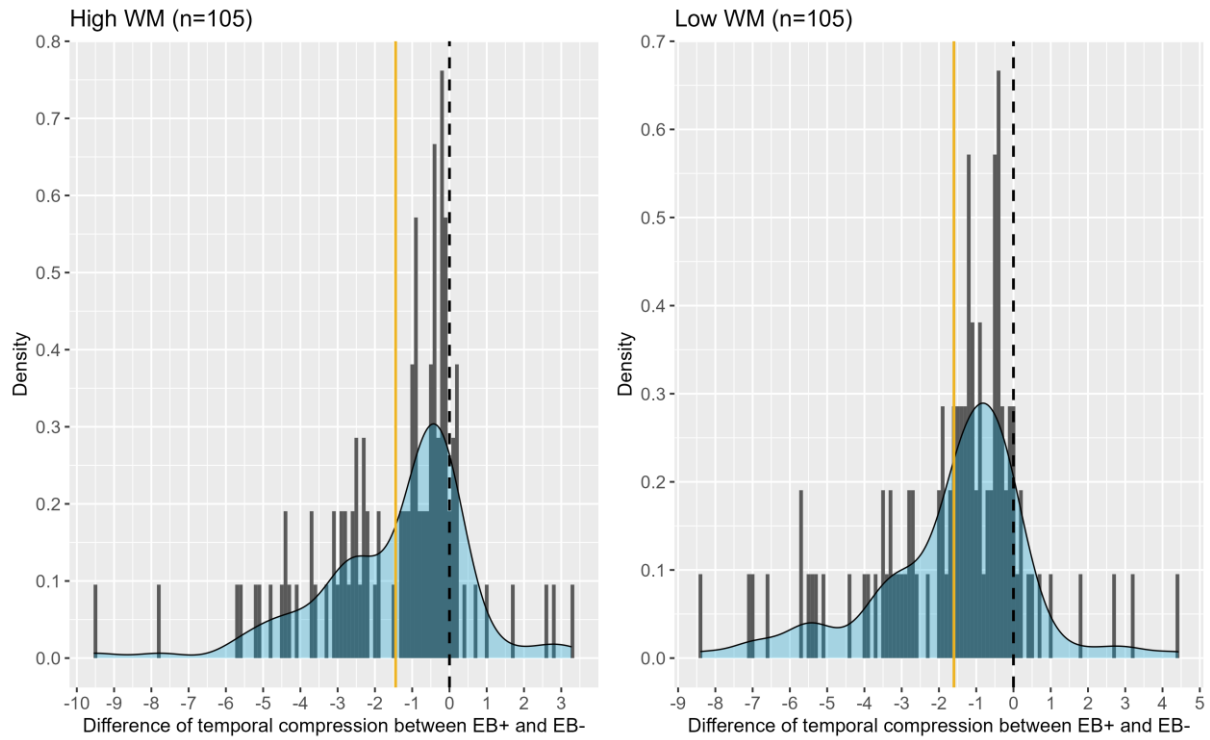 High WM (n=105)
0.8
0.7
0.6
0.5
0.4
0.3
0.2
0.1
0.0
Density
-10 -9 -8 -7 -6 -5 -4 -3 -2 -1 0 1 2 3
Difference of temporal compression between EB+ and EB-
Low WM (n=105)
0.7
0.6
0.5
0.4
0.3
0.2
0.1
0.0
Density
-9 -8 -7 -6 -5 -4 -3 -2 -1 0 1 2 3 4 5
Difference of temporal compression between EB+ and EB-